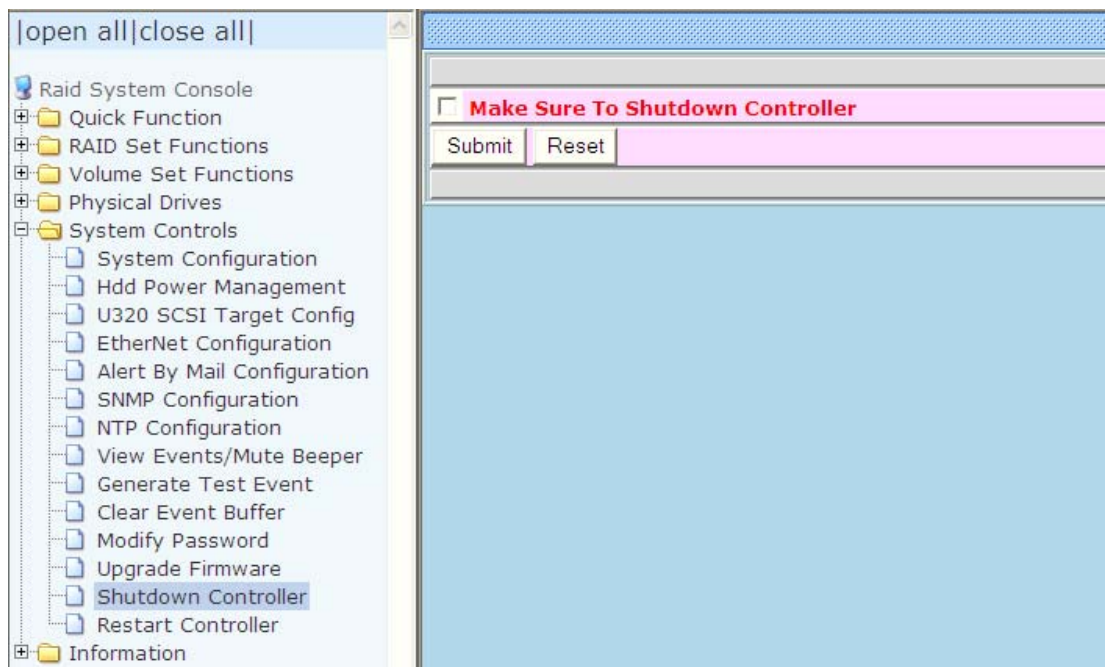 |open all|close all|
Raid System Console
Quick Function
RAID Set Functions
Volume Set Functions
Physical Drives
System Controls
System Configuration
Hdd Power Management
U320 SCSI Target Config
EtherNet Configuration
Alert By Mail Configuration
SNMP Configuration
NTP Configuration
View Events/Mute Beeper
Generate Test Event
Clear Event Buffer
Modify Password
Upgrade Firmware
Shutdown Controller
Restart Controller
Information
Make Sure To Shutdown Controller
Submit Reset